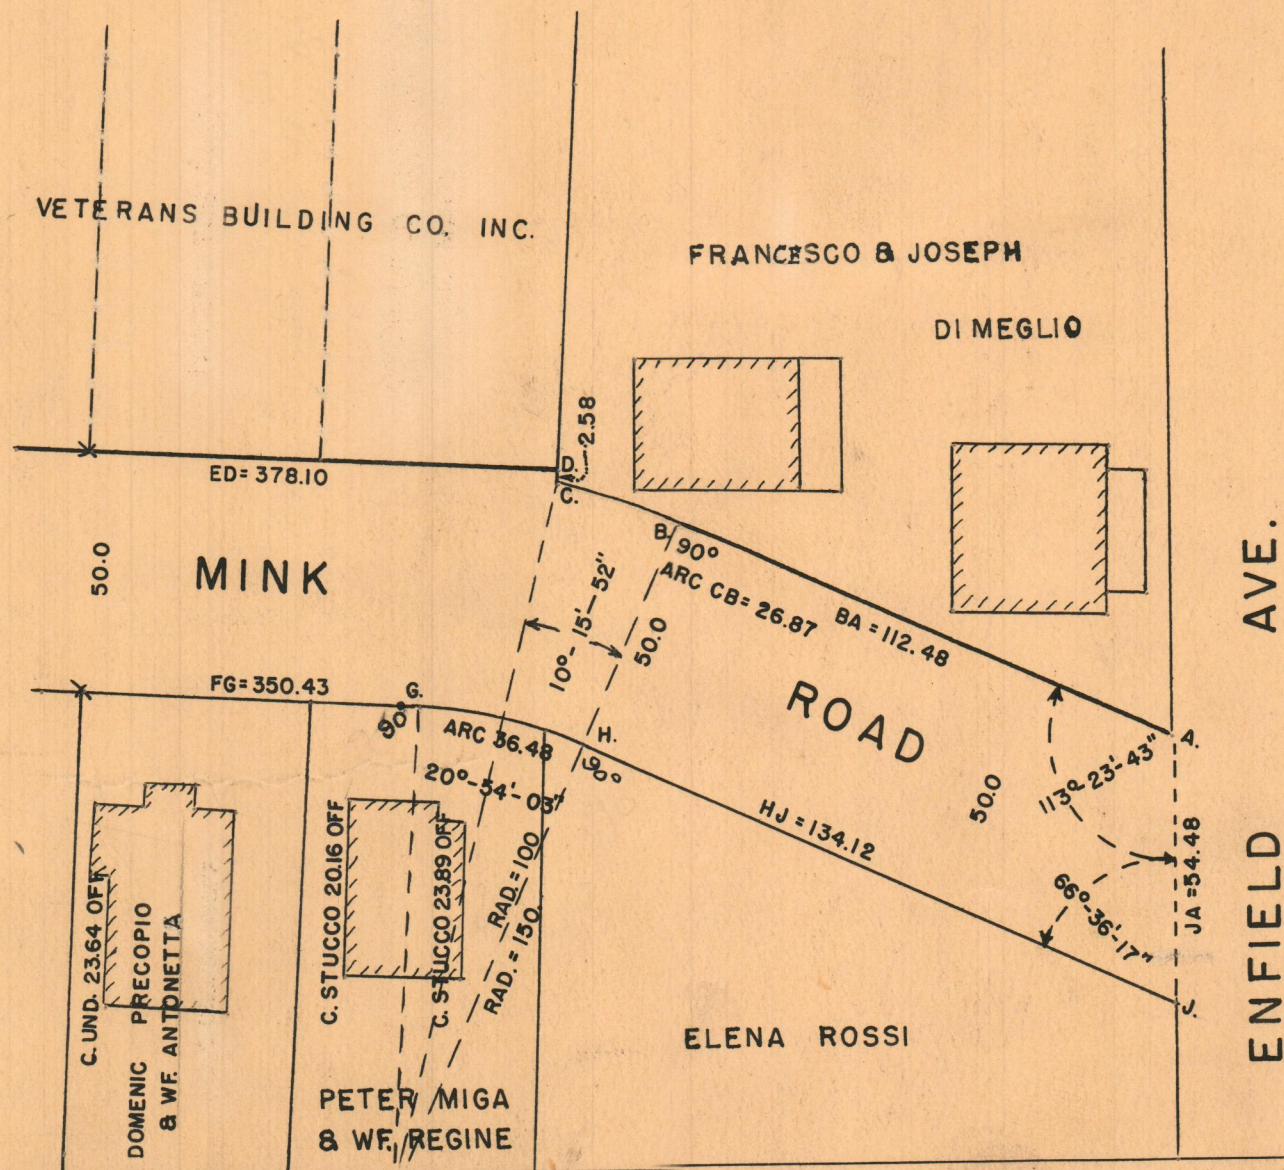 VETERANS BUILDING CO. INC.
FRANCESCO & JOSEPH
DI MEGLIO
2.58
D.
C.
ED = 378.10
B.
90°
ARC CB = 26.87
BA = 112.48
50.0
MINK
10°-15'-52"
50.0
ROAD
AVE.
FG = 350.43
G.
90°
ARC 36.48
H.
90°
20°-54'-03"
HJ = 134.12
50.0
113°-23'-43"
A.
JA = 54.48
66°-36'-17"
J.
ENFIELD
C. UND. 23.64 OFF
DOMENIC PRECOPIO
& WF. ANTONETTA
C. STUCCO 20.16 OFF
C. STUCCO 23.89 OFF
RAD. = 100
RAD. = 150.
PETER MIGA
& WF. REGINE
ELENA ROSSI